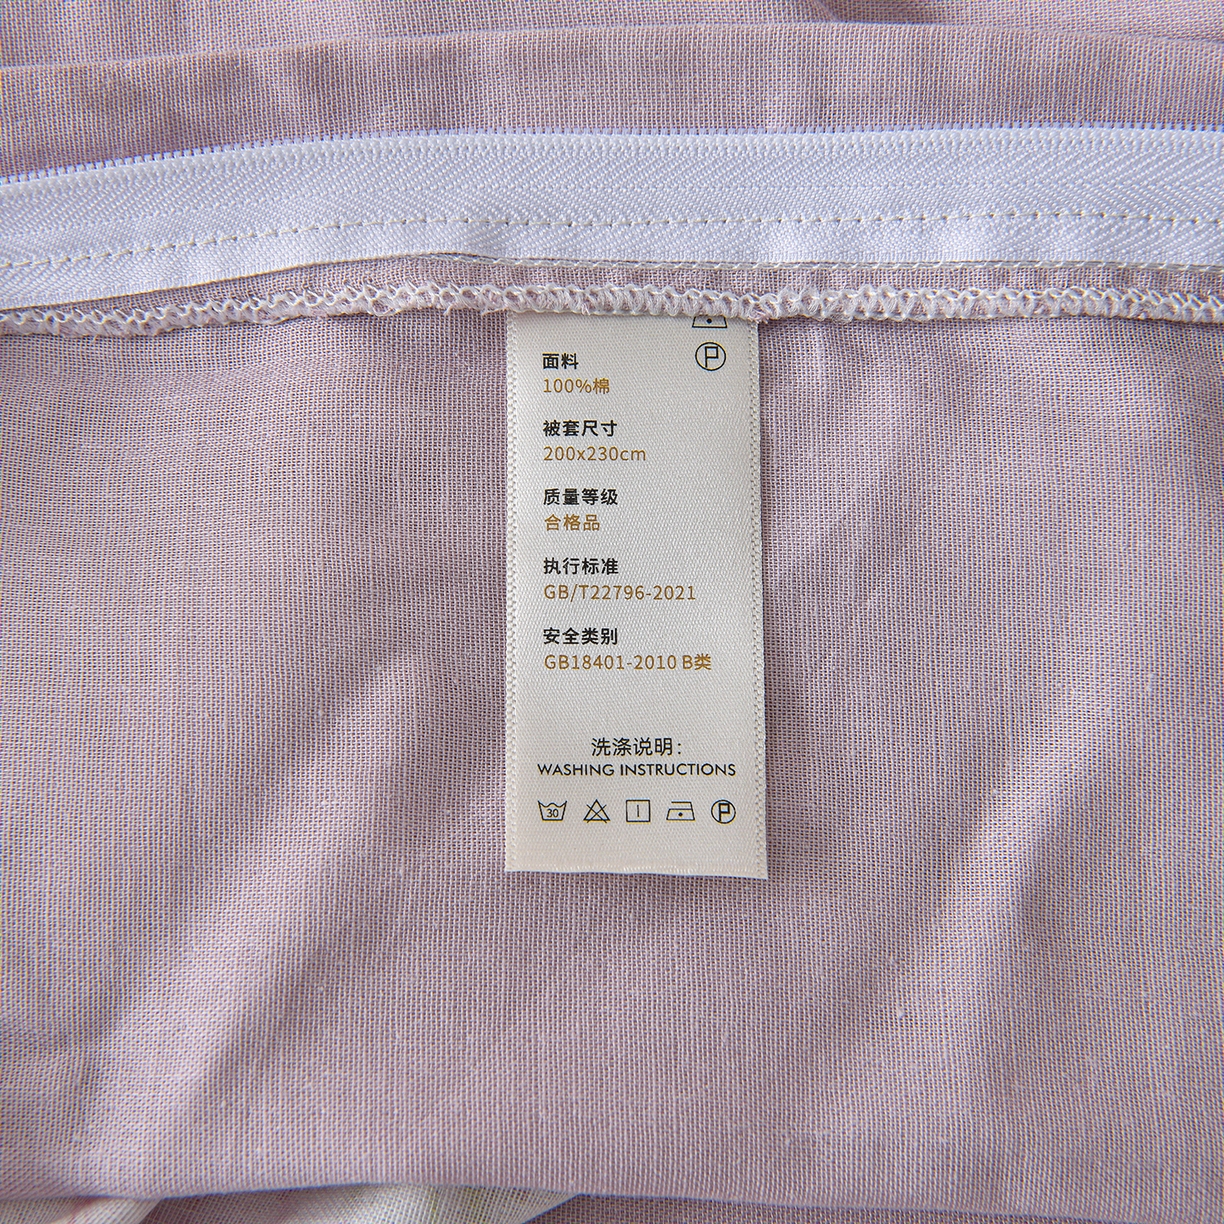 面料
100%棉
被套尺寸
200x230cm
质量等级
合格品
执行标准
GB/T22796-2021
安全类别
GB18401-2010 B类
洗涤说明:
WASHING INSTRUCTIONS
30 P
P